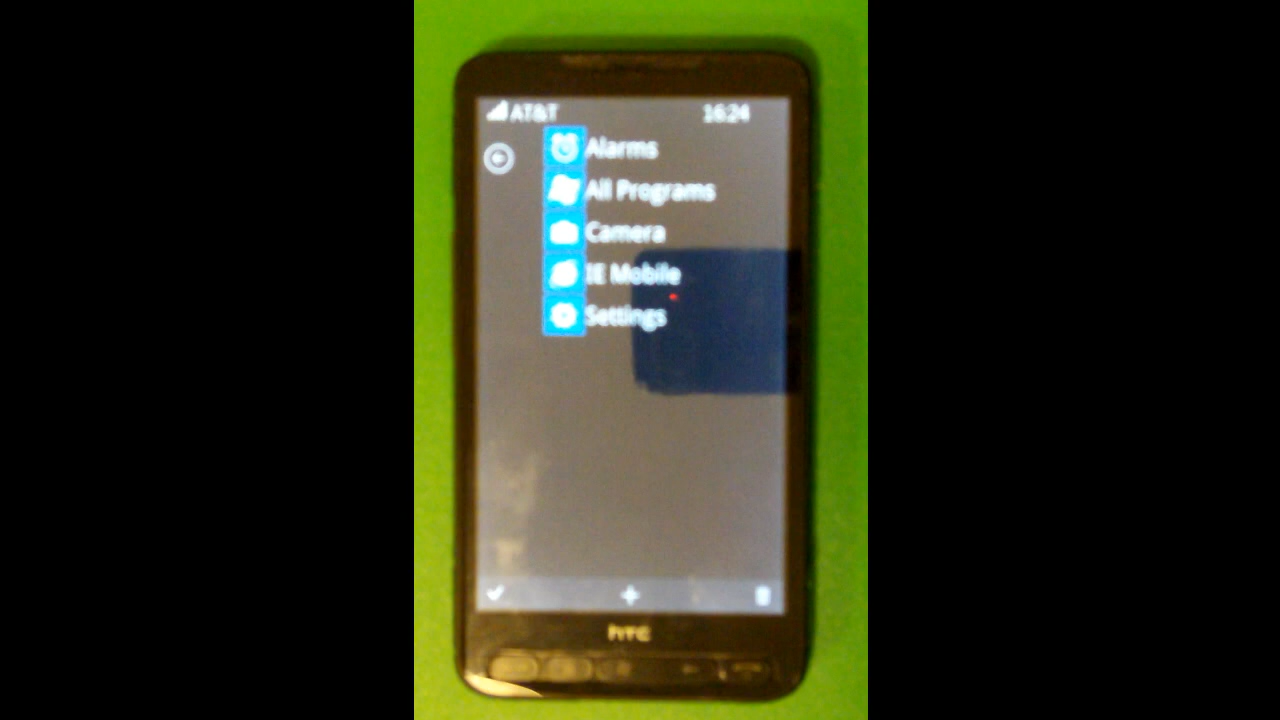 AT&T 16:24
Alarms
All Programs
Camera
IE Mobile
Settings
hTC